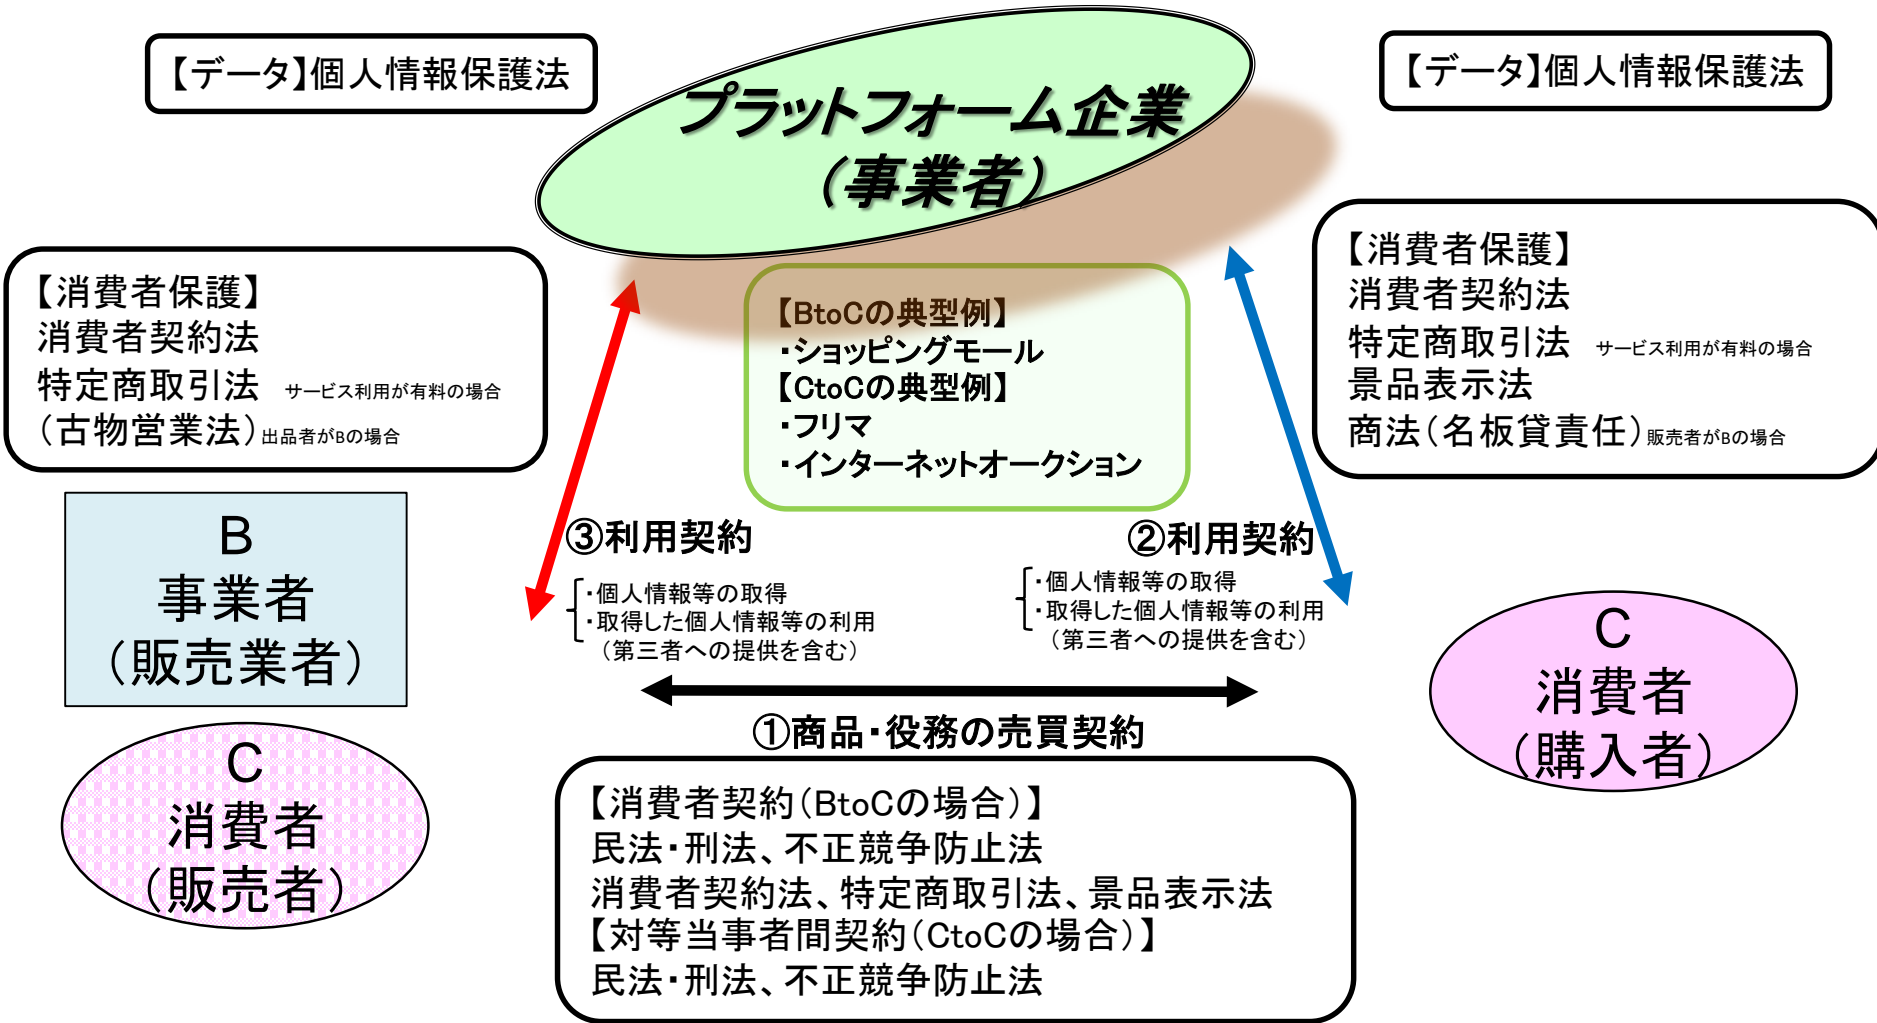 【データ】個人情報保護法
プラットフォーム企業
（事業者）
【データ】個人情報保護法
【消費者保護】
消費者契約法
特定商取引法　サービス利用が有料の場合
（古物営業法）出品者がBの場合
【BtoCの典型例】
・ショッピングモール
【CtoCの典型例】
・フリマ
・インターネットオークション
【消費者保護】
消費者契約法
特定商取引法　サービス利用が有料の場合
景品表示法
商法（名板貸責任）販売者がBの場合
③利用契約
・個人情報等の取得
・取得した個人情報等の利用
（第三者への提供を含む）
②利用契約
・個人情報等の取得
・取得した個人情報等の利用
（第三者への提供を含む）
B
事業者
（販売業者）
C
消費者
（販売者）
C
消費者
（購入者）
①商品・役務の売買契約
【消費者契約（BtoCの場合）】
民法・刑法、不正競争防止法
消費者契約法、特定商取引法、景品表示法
【対等当事者間契約（CtoCの場合）】
民法・刑法、不正競争防止法